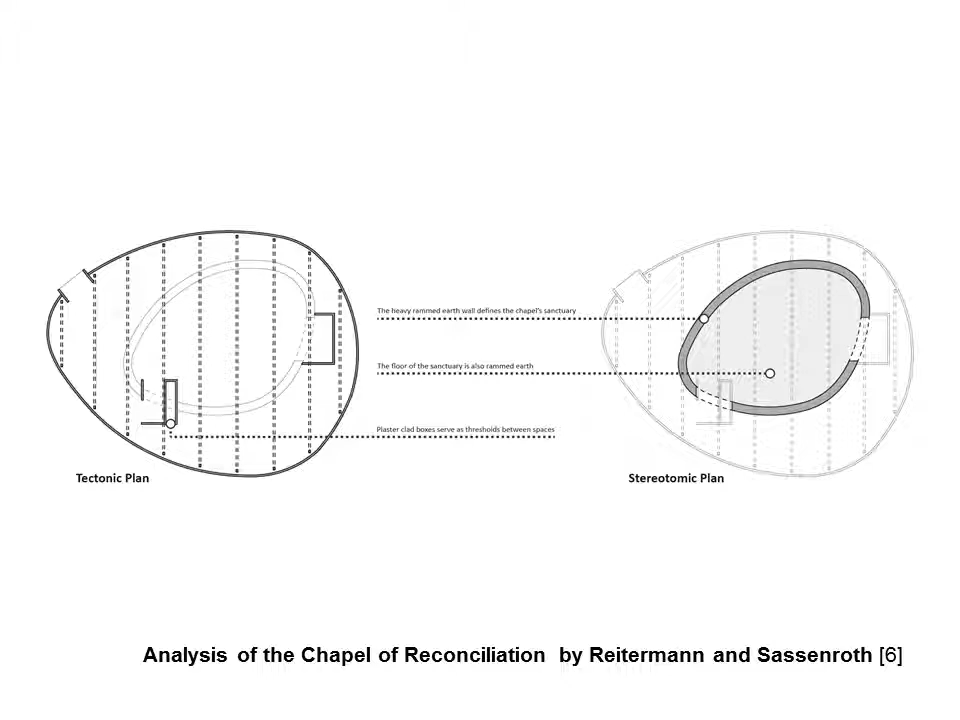 The heavy rammed earth wall defines the chapel's sanctuary
The floor of the sanctuary is also rammed earth
Plaster clad boxes serve as thresholds between spaces
Tectonic Plan
Stereotomic Plan
Analysis of the Chapel of Reconciliation by Reitermann and Sassenroth [6]